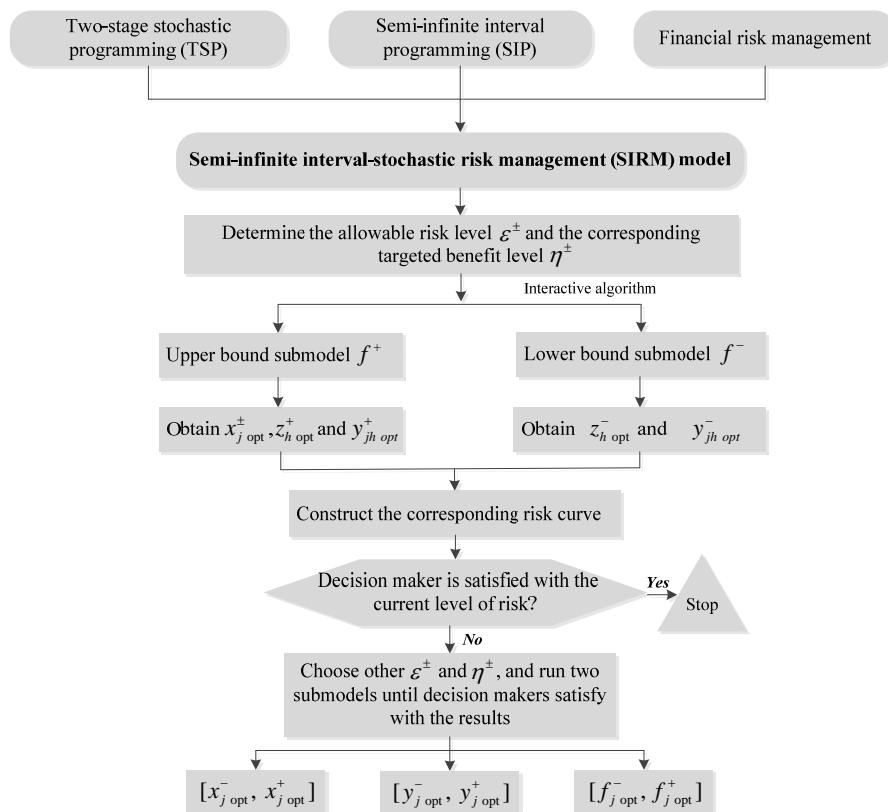 Two-stage stochastic
programming (TSP)
Semi-infinite interval
programming (SIP)
Financial risk management
Semi-infinite interval-stochastic risk management (SIRM) model
Determine the allowable risk level ε± and the corresponding
targeted benefit level η±
Interactive algorithm
Upper bound submodel f+
Lower bound submodel f−
Obtain x±j opt, z+h opt and y+jh opt
Obtain z−h opt and y−jh opt
Construct the corresponding risk curve
Decision maker is satisfied with the
current level of risk?
Yes
Stop
No
Choose other ε± and η±, and run two
submodels until decision makers satisfy
with the results
[x−j opt, x+j opt]
[y−j opt, y+j opt]
[f−j opt, f+j opt]